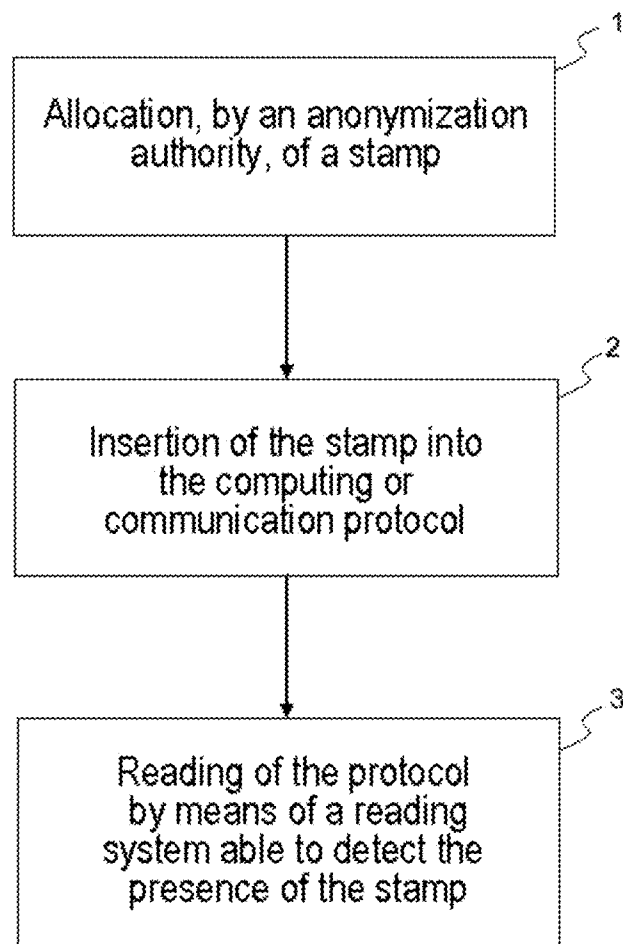 1
Allocation, by an anonymization
authority, of a stamp
2
Insertion of the stamp into
the computing or
communication protocol
3
Reading of the protocol
by means of a reading
system able to detect the
presence of the stamp